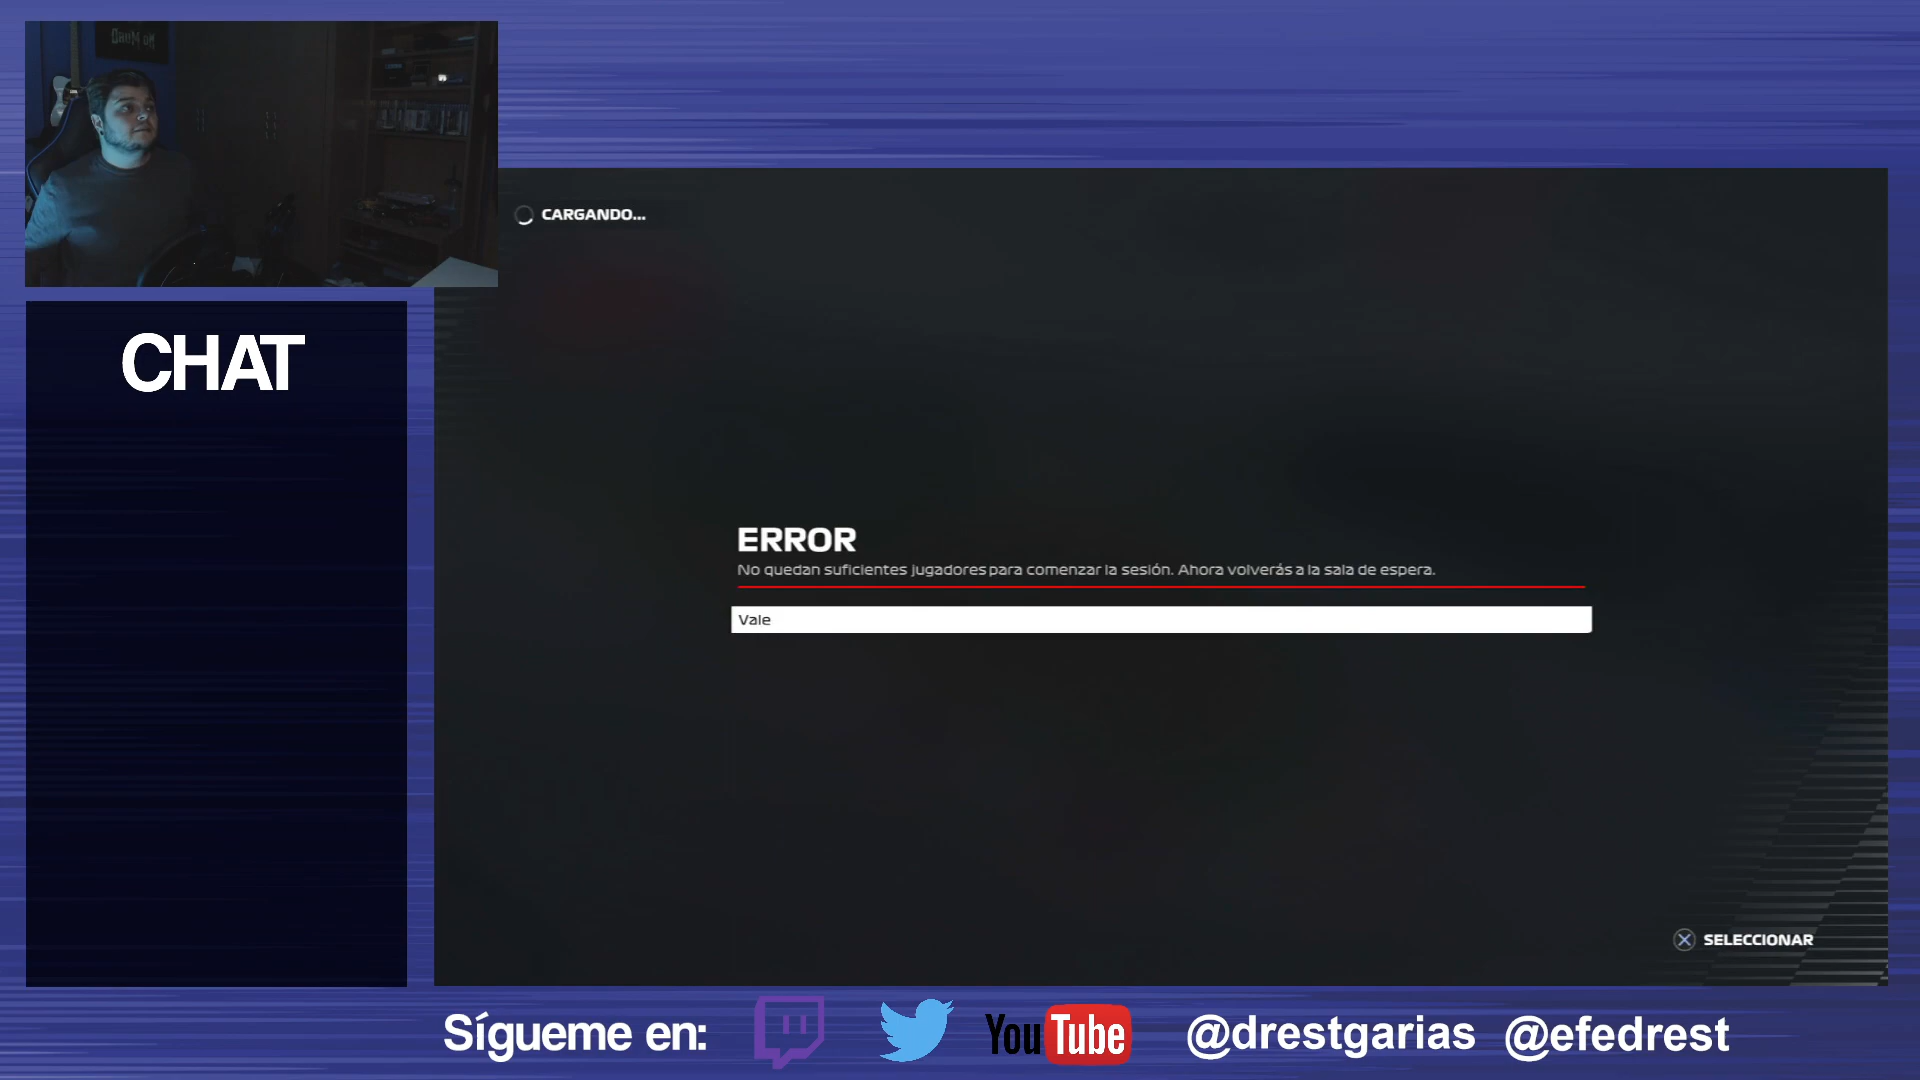 CARGANDO...
CHAT
ERROR
No quedan suficientes jugadores para comenzar la sesión. Ahora volverás a la sala de espera.
Vale
SELECCIONAR
Sígueme en: YouTube @drestgarias @efedrest